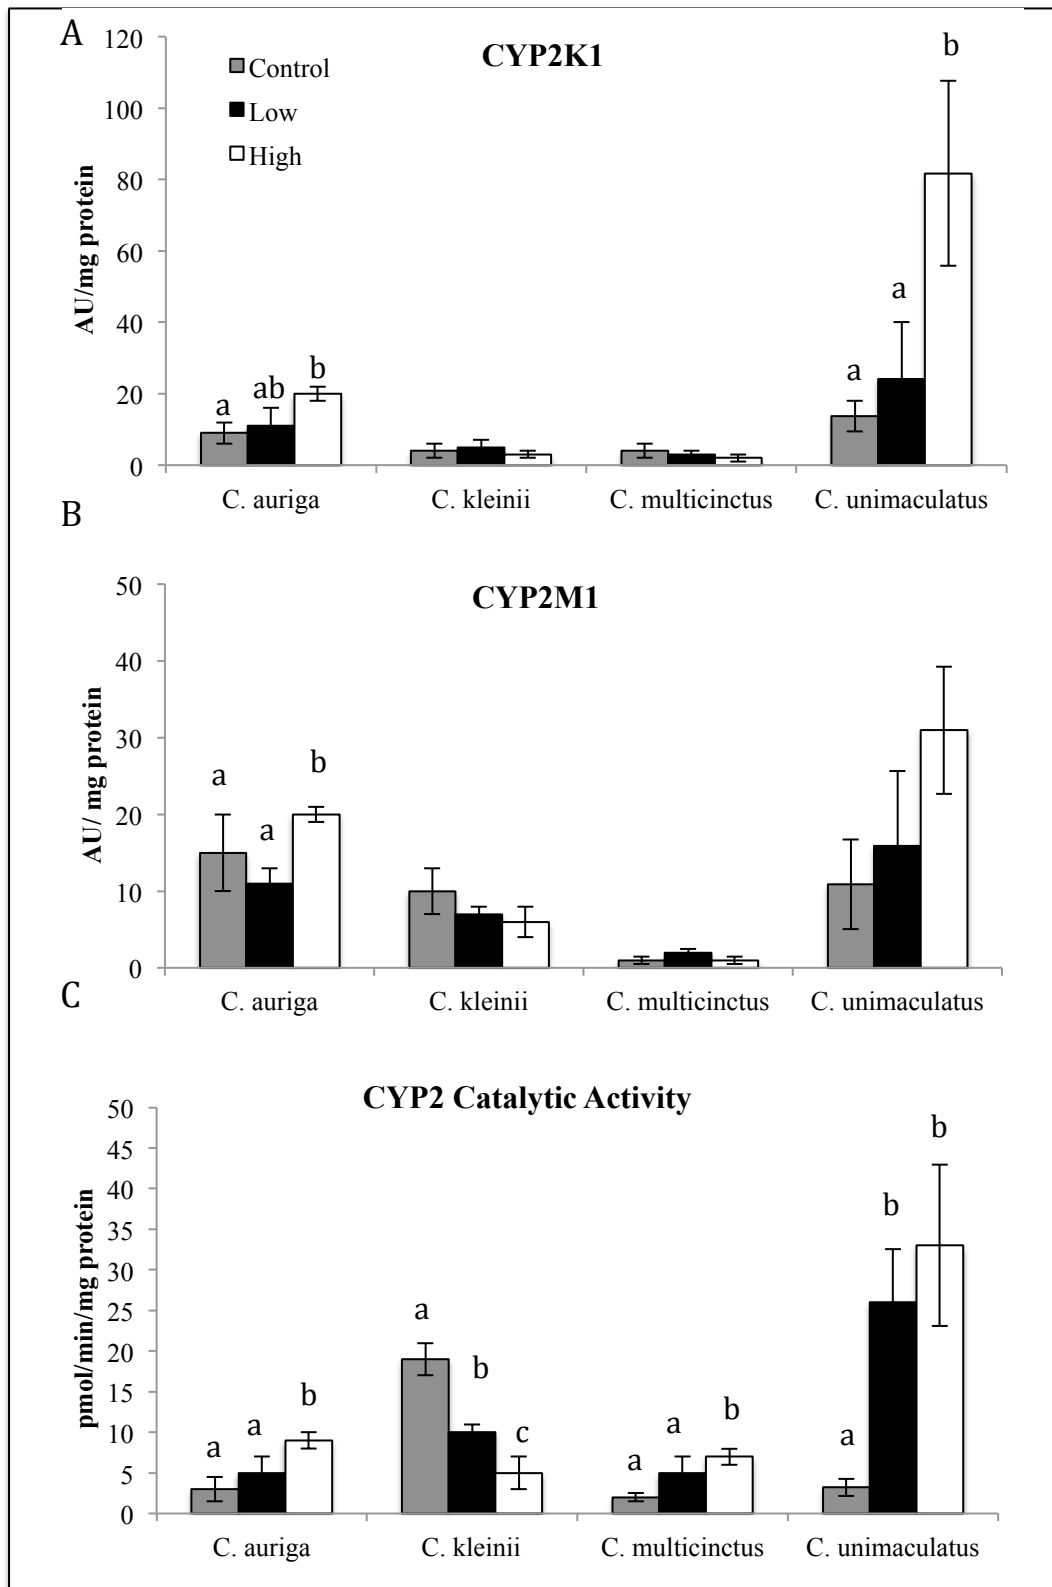 A
CYP2K1
Control
Low
High
120
100
80
60
40
20
0
AU/mg protein
a
ab
b
a
a
b
C. auriga
C. kleinii
C. multicinctus
C. unimaculatus
B
CYP2M1
50
40
30
20
10
0
AU/ mg protein
a
a
b
C. auriga
C. kleinii
C. multicinctus
C. unimaculatus
C
CYP2 Catalytic Activity
50
45
40
35
30
25
20
15
10
5
0
pmol/min/mg protein
a
a
b
a
b
c
a
a
b
a
b
b
C. auriga
C. kleinii
C. multicinctus
C. unimaculatus